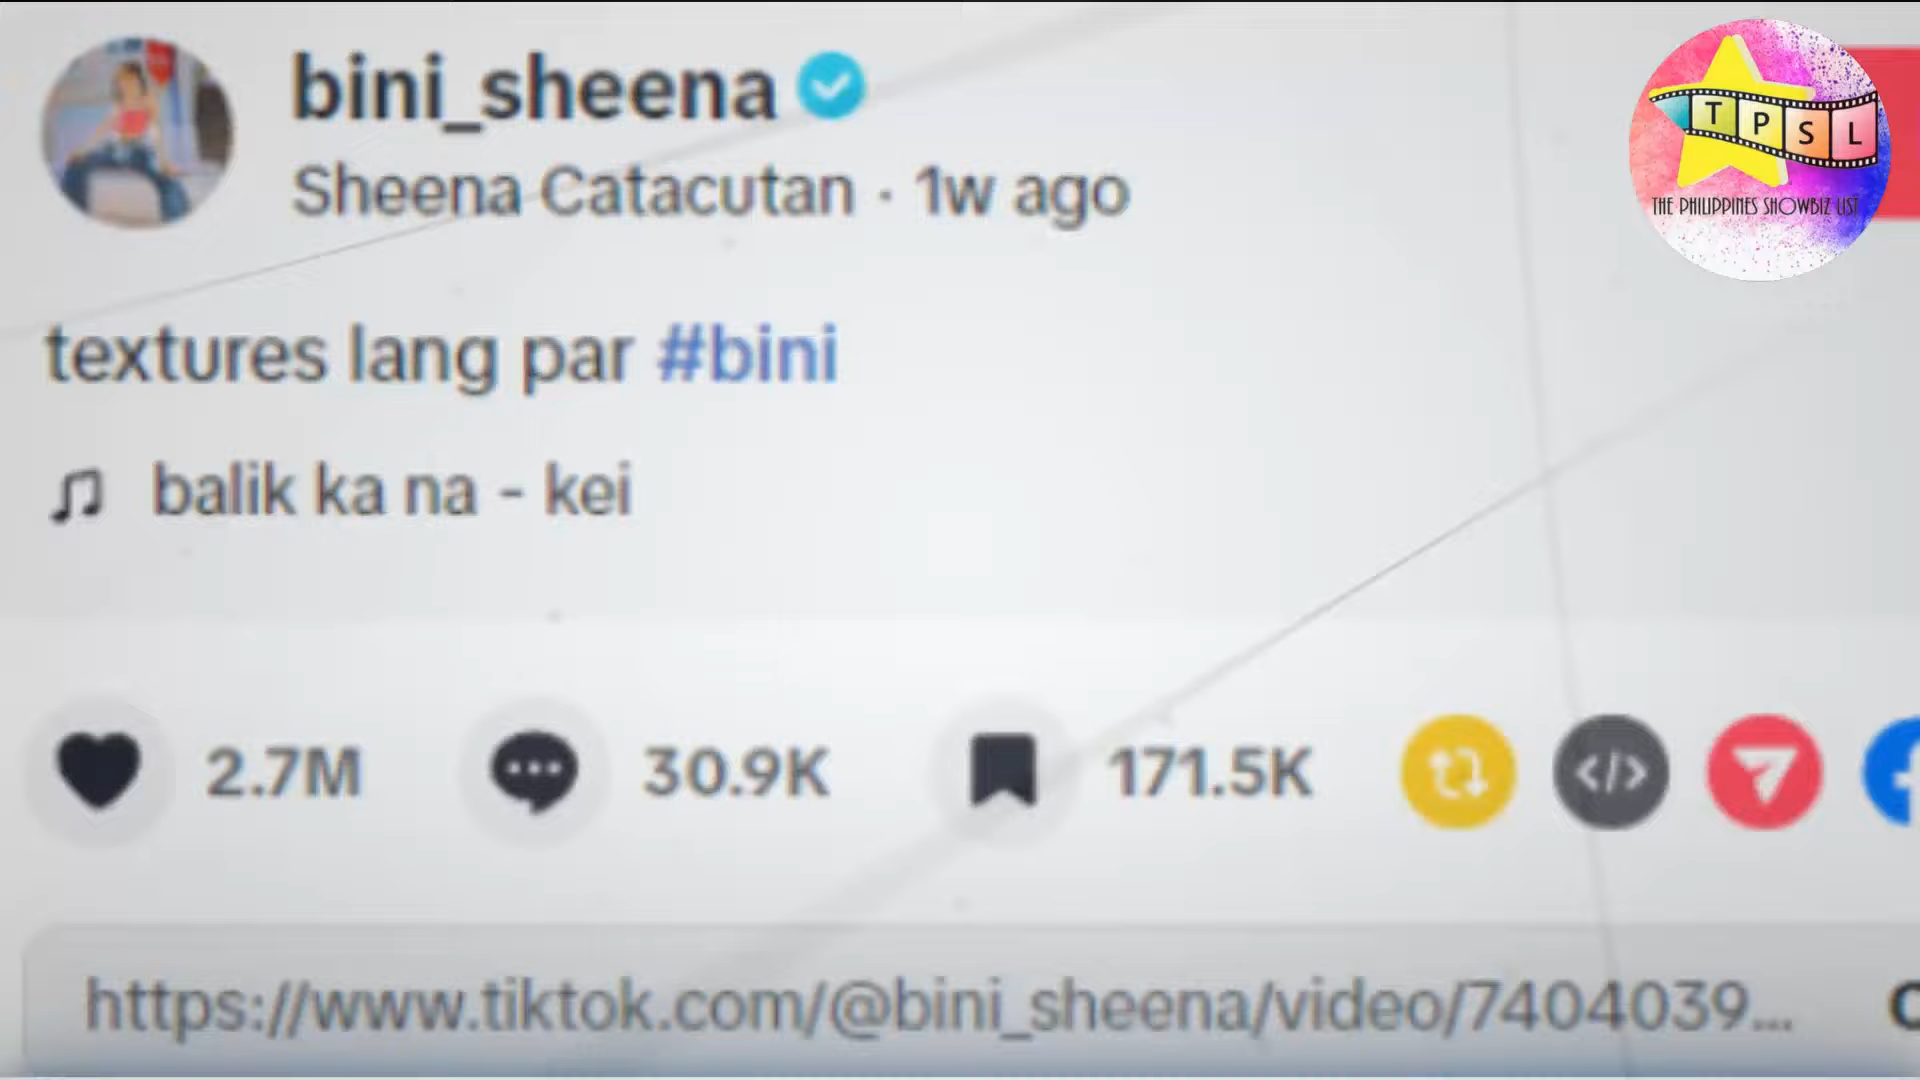 bini_sheena
Sheena Catacutan · 1w ago
T P S L
THE PHILIPPINES SHOWBIZ LIST
textures lang par #bini
balik ka na - kei
2.7M
30.9K
171.5K
</>
https://www.tiktok.com/@bini_sheena/video/7404039...